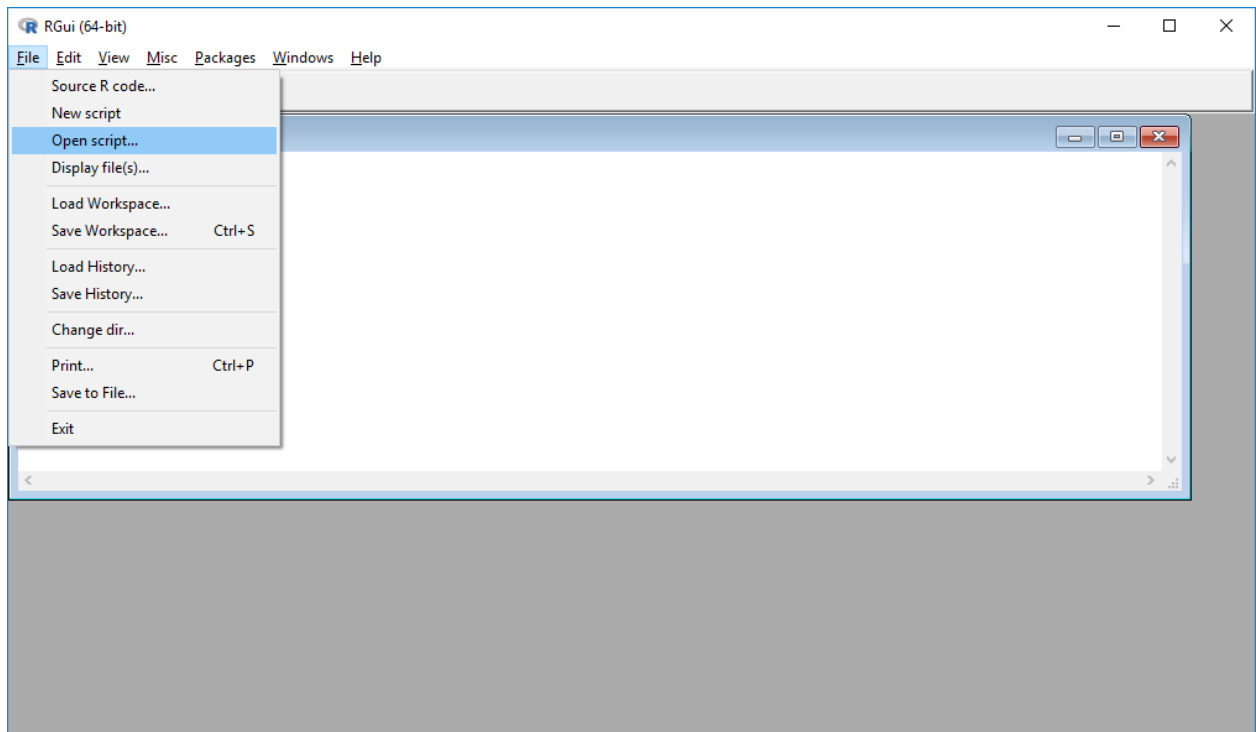 RGui (64-bit)
File Edit View Misc Packages Windows Help
Source R code...
New script
Open script...
Display file(s)...
Load Workspace...
Save Workspace... Ctrl+S
Load History...
Save History...
Change dir...
Print... Ctrl+P
Save to File...
Exit